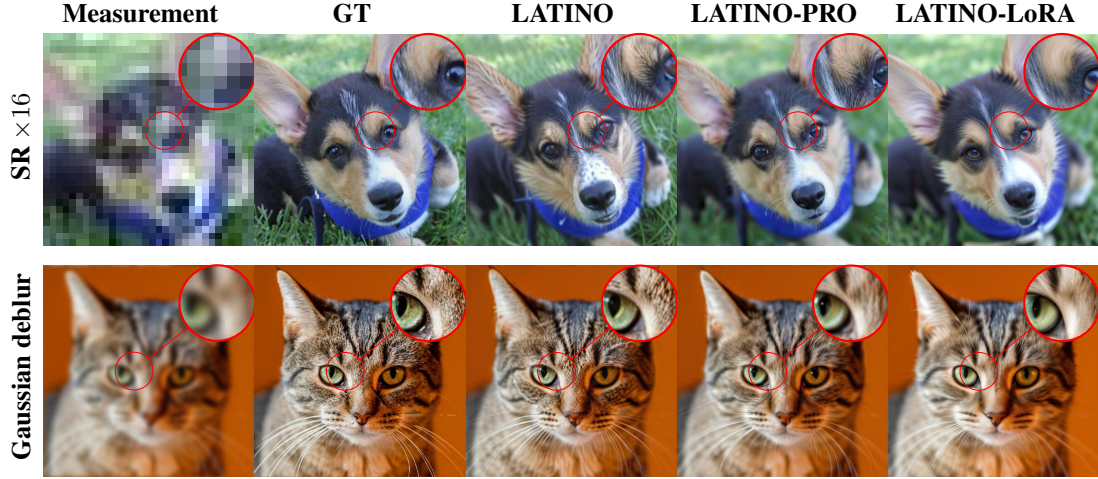 Measurement GT LATINO LATINO-PRO LATINO-LoRA
SR ×16
Gaussian deblur